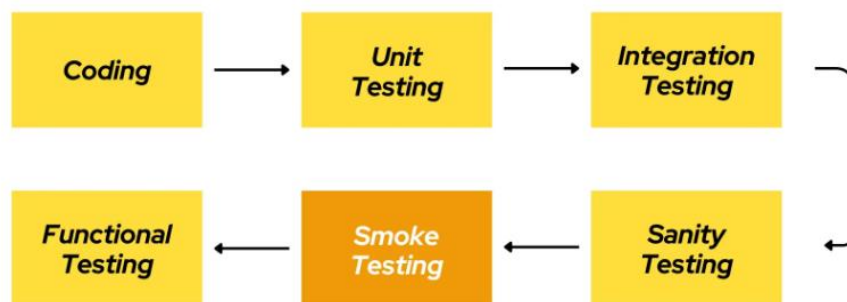 Coding
Unit
Testing
Integration
Testing
Sanity
Testing
Smoke
Testing
Functional
Testing